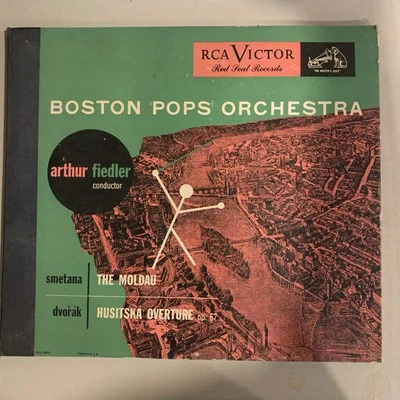 RCA VICTOR
Red Seal Records
"HIS MASTER'S VOICE"
BOSTON POPS ORCHESTRA
arthur fiedler
conductor
smetana THE MOLDAU
dvořák HUSITSKA OVERTURE op. 67